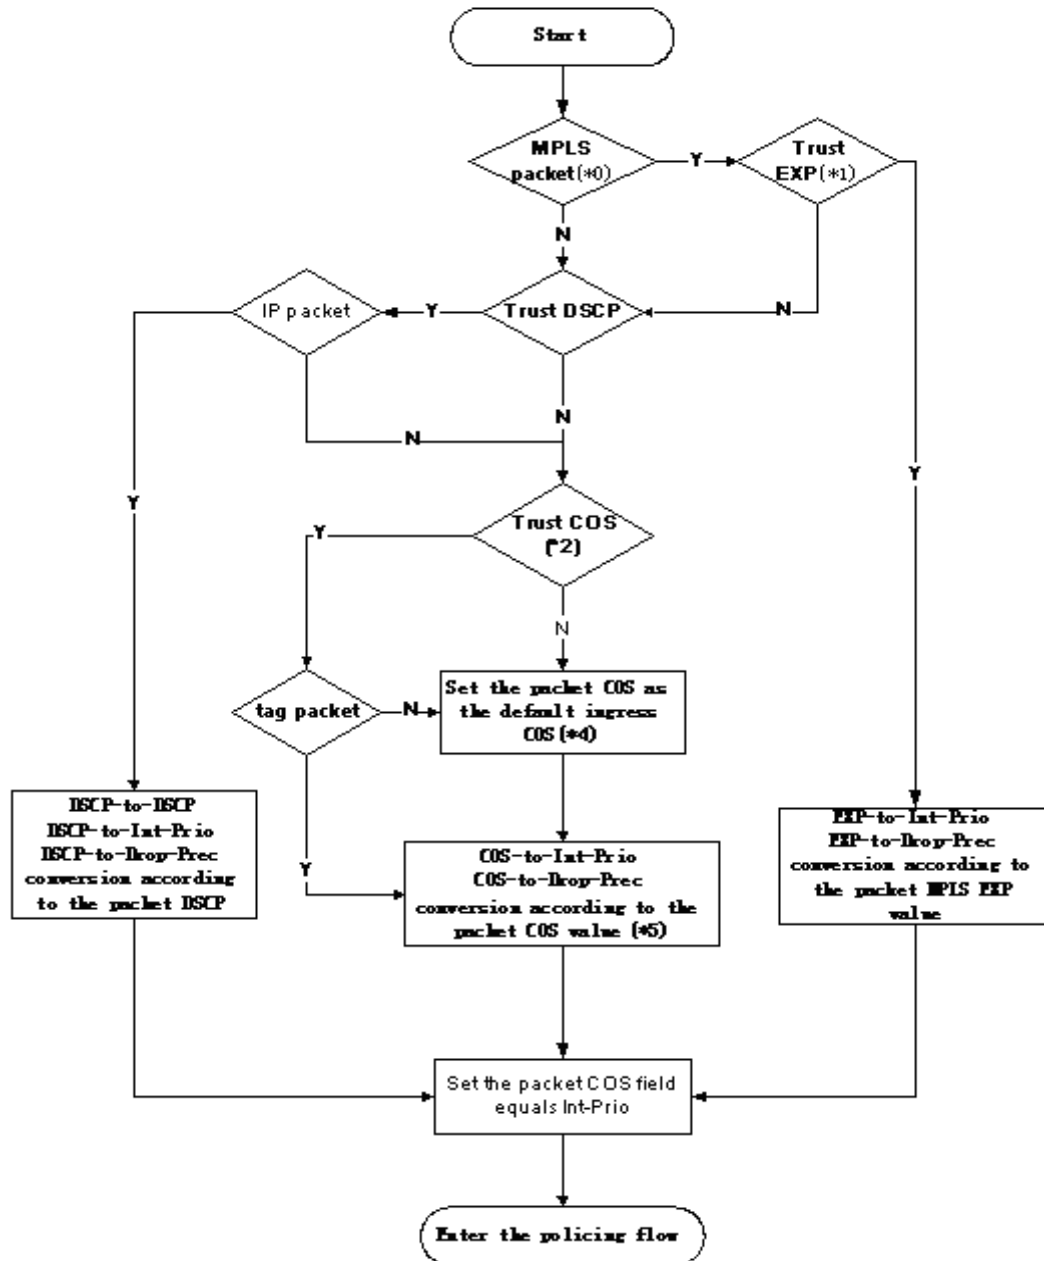 Start
MPLS
packet(*0)
Y
Trust
EXP(*1)
N
IP packet
Y
Trust DSCP
N
N
N
Y
Y
Trust COS
(*2)
Y
N
tag packet
N
Set the packet COS as
the default ingress
COS(*4)
DSCP-to-DSCP
DSCP-to-Int-Prio
DSCP-to-Drop-Prec
conversion according
to the packet DSCP
Y
COS-to-Int-Prio
COS-to-Drop-Prec
conversion according to the
packet COS value (*5)
EXP-to-Int-Prio
EXP-to-Drop-Prec
conversion according to
the packet MPLS EXP
value
Set the packet COS field
equals Int-Prio
Enter the policing flow